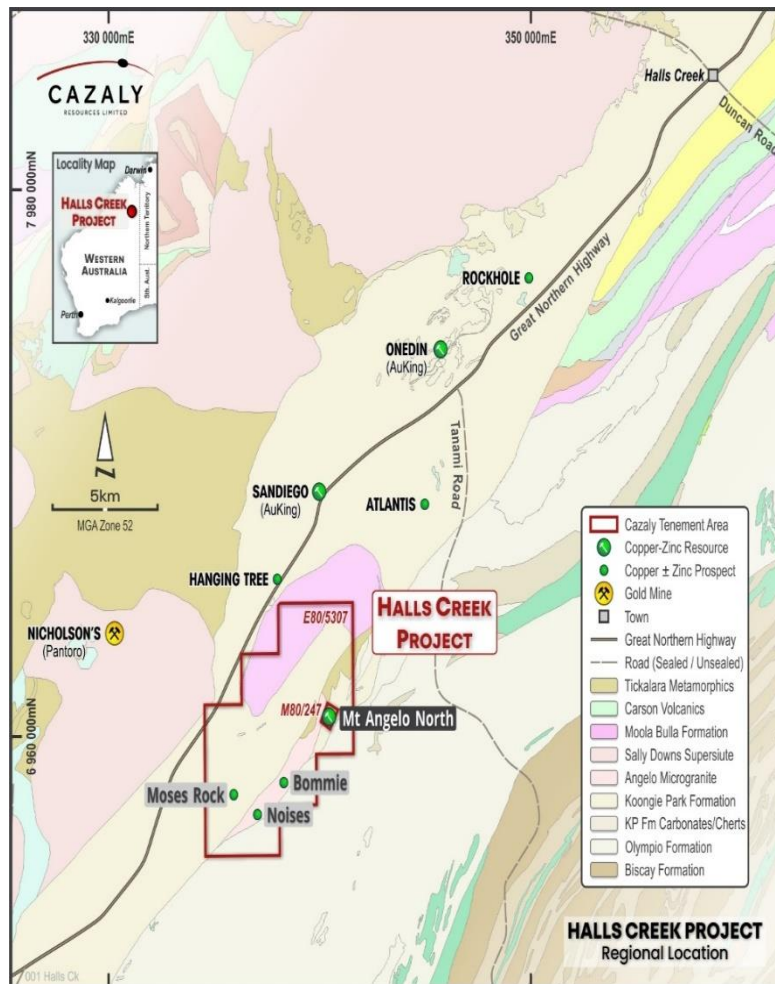 330 000mE
350 000mE
CAZALY
RESOURCES LIMITED
Halls Creek
Duncan Road
Locality Map
Darwin
HALLS CREEK
PROJECT
Northern Territory
WESTERN
AUSTRALIA
Sth. Aust.
Kalgoorlie
Perth
7 980 000mN
ROCKHOLE
Great Northern Highway
ONEDIN
(AuKing)
Tanami Road
N
5km
MGA Zone 52
SANDIEGO
(AuKing)
ATLANTIS
HANGING TREE
HALLS CREEK
PROJECT
E80/5307
NICHOLSON'S
(Pantoro)
M80/247
Mt Angelo North
6 960 000mN
Moses Rock
Bommie
Noises
Cazaly Tenement Area
Copper-Zinc Resource
Copper ± Zinc Prospect
Gold Mine
Town
Great Northern Highway
Road (Sealed / Unsealed)
Tickalara Metamorphics
Carson Volcanics
Moola Bulla Formation
Sally Downs Supersiute
Angelo Microgranite
Koongie Park Formation
KP Fm Carbonates/Cherts
Olympio Formation
Biscay Formation
HALLS CREEK PROJECT
Regional Location
001 Halls Ck